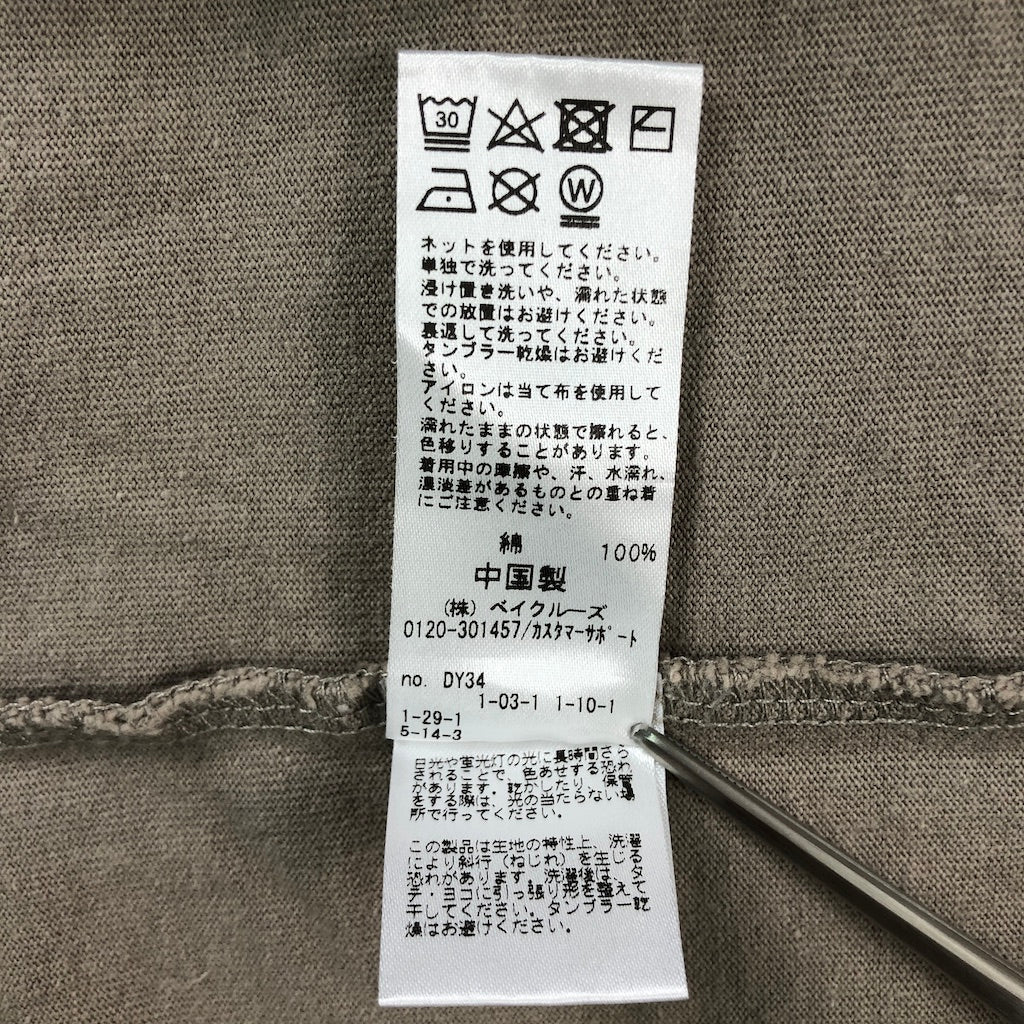 30
W
ネットを使用してください。
単独で洗ってください。
浸け置き洗いや、濡れた状態
での放置はお避けください。
裏返して洗ってください。
タンブラー乾燥はお避けくだ
さい。
アイロンは当て布を使用して
ください。
濡れたままの状態で擦れると、
色移りすることがあります。
着用中の摩擦や、汗、水濡れ、
濃淡差があるものとの重ね着
にご注意ください。
綿 100%
中国製
(株) ベイクルーズ
0120-301457/カスタマーサポート
no. DY34
1-03-1 1-10-1
1-29-1
5-14-3
日光や蛍光灯の光に長時間さら
されることで、色あせする恐れ
があります。乾かしたり、保管
をする際は、光の当たらない場
所で行ってください。
この製品は生地の特性上、洗濯
により斜行(ねじれ)を生じる
恐れがあります。洗濯後は、タ
テ・ヨコに引っ張り形を整えて
干してください。タンブラー乾
燥はお避けください。